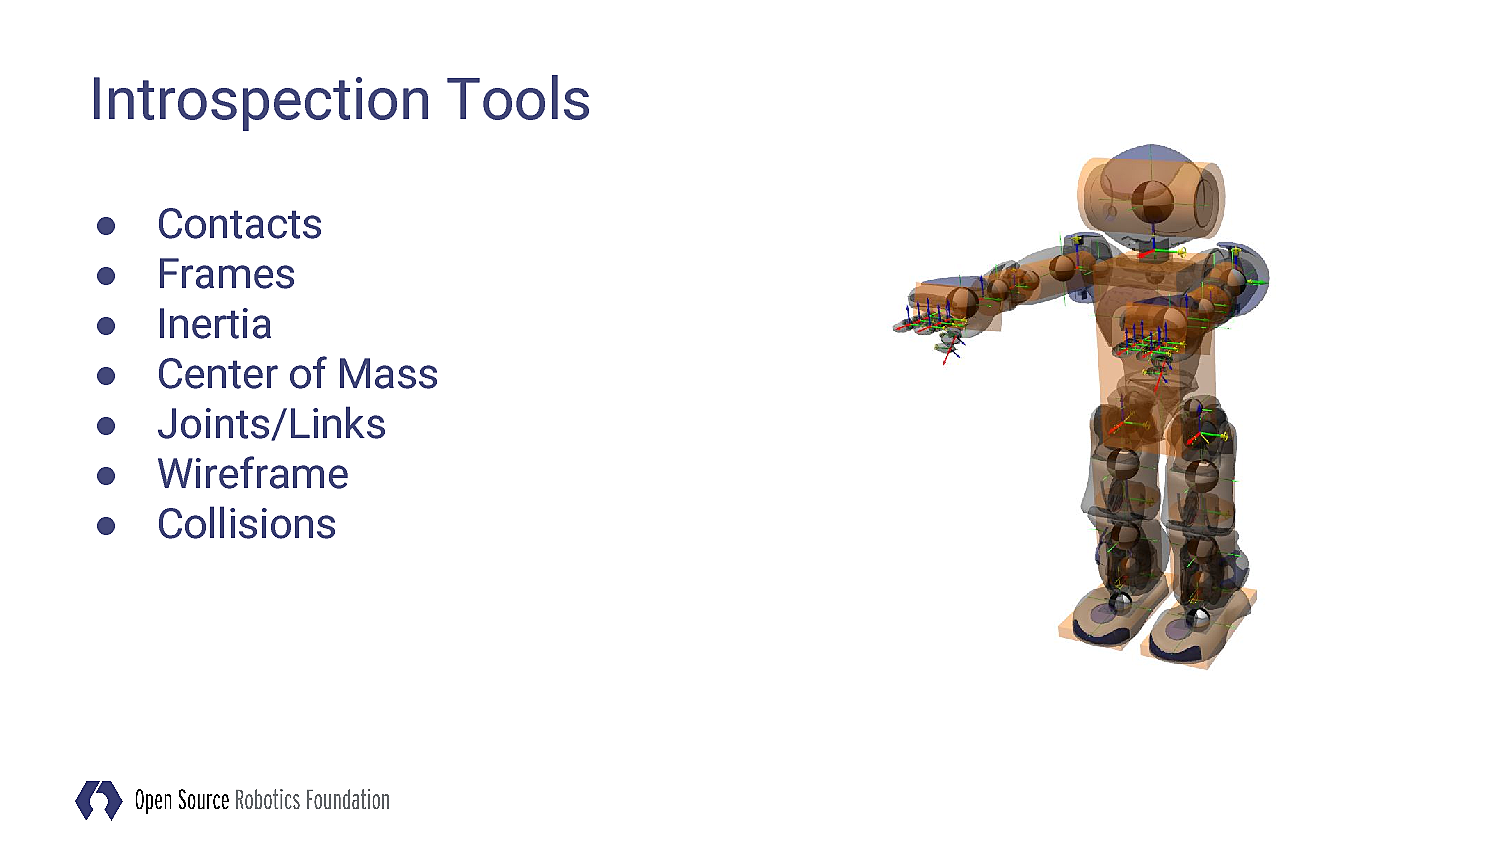 Introspection Tools
● Contacts
● Frames
● Inertia
● Center of Mass
● Joints/Links
● Wireframe
● Collisions
Open Source Robotics Foundation